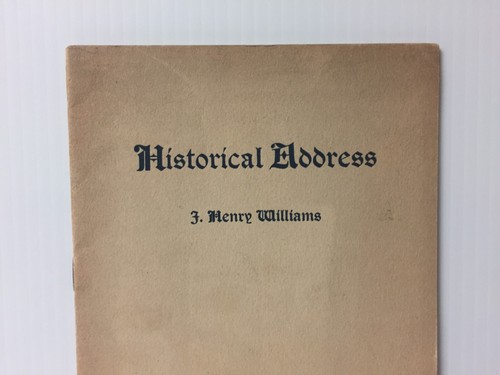 Historical Address
J. Henry Williams